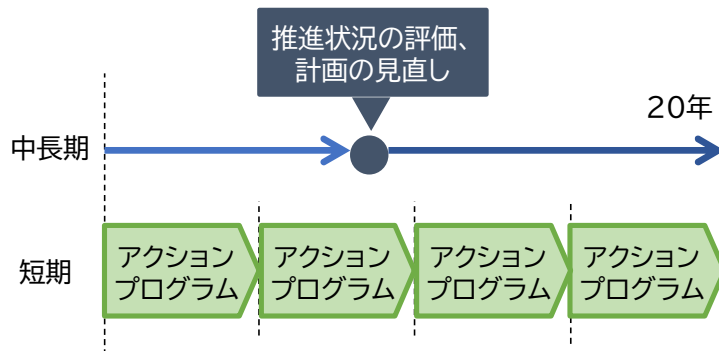 推進状況の評価、
計画の見直し
20年
中長期
短期
アクション
プログラム
アクション
プログラム
アクション
プログラム
アクション
プログラム